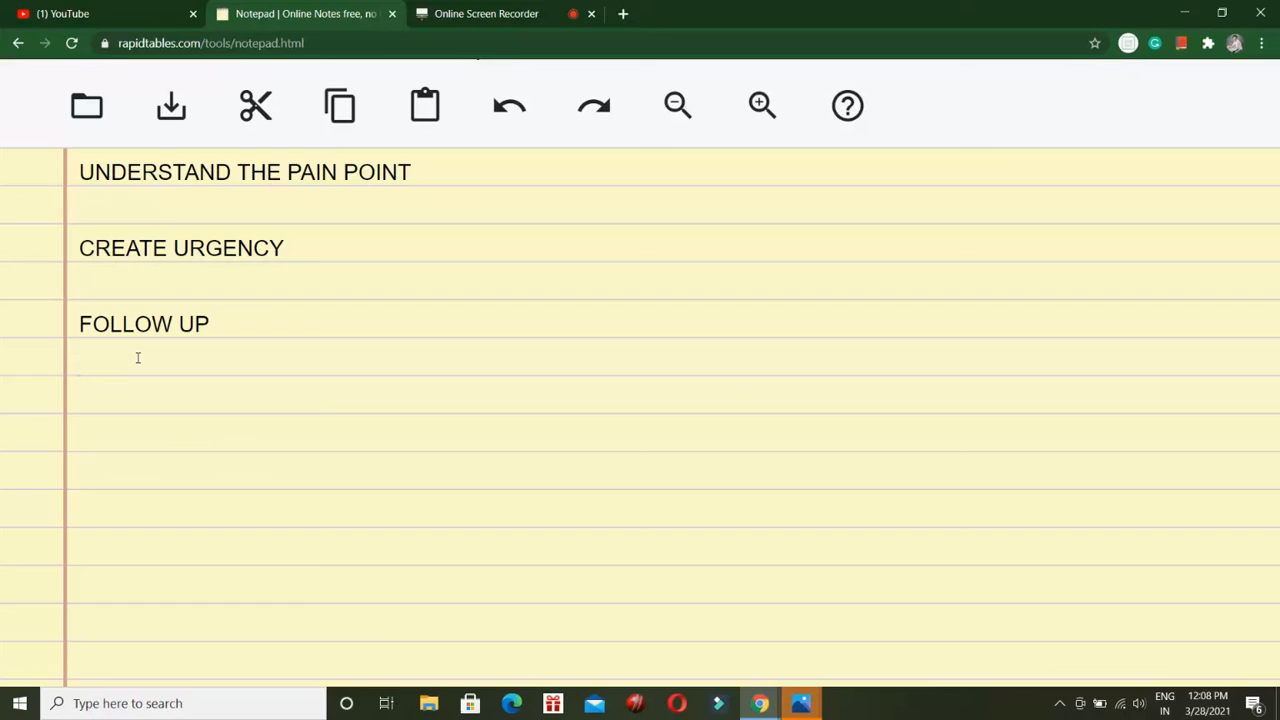 (1) YouTube
Notepad | Online Notes free, no
Online Screen Recorder
rapidtables.com/tools/notepad.html
UNDERSTAND THE PAIN POINT
CREATE URGENCY
FOLLOW UP
Type here to search
ENG
IN
12:08 PM
3/28/2021
6